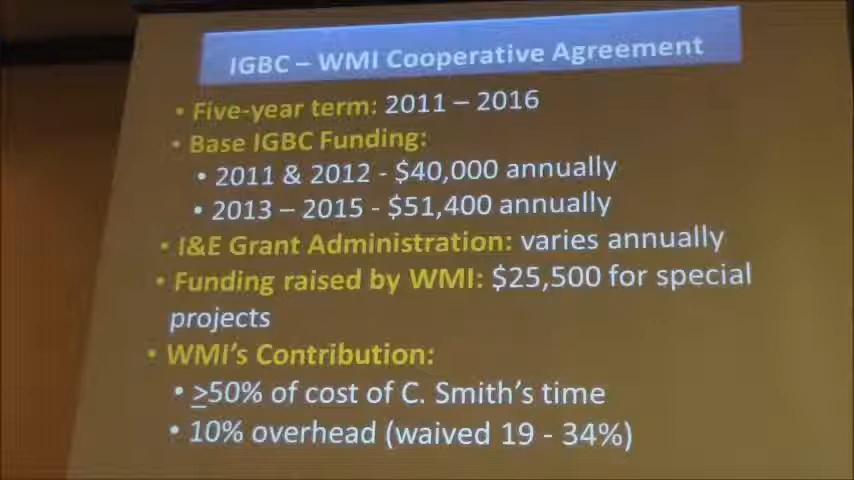 IGBC – WMI Cooperative Agreement
• Five-year term: 2011 – 2016
• Base IGBC Funding:
• 2011 & 2012 - $40,000 annually
• 2013 – 2015 - $51,400 annually
• I&E Grant Administration: varies annually
• Funding raised by WMI: $25,500 for special
projects
• WMI's Contribution:
• ≥50% of cost of C. Smith's time
• 10% overhead (waived 19 - 34%)